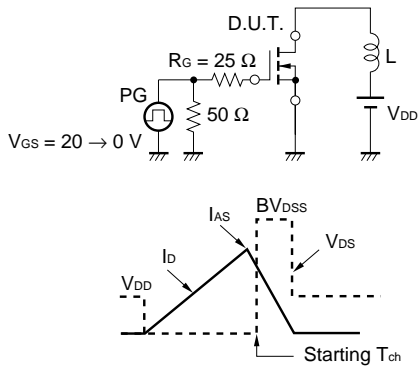 D.U.T.
RG = 25 Ω
L
PG
50 Ω
VDD
VGS = 20 → 0 V
BVDSS
IAS
ID
VDS
VDD
Starting Tch